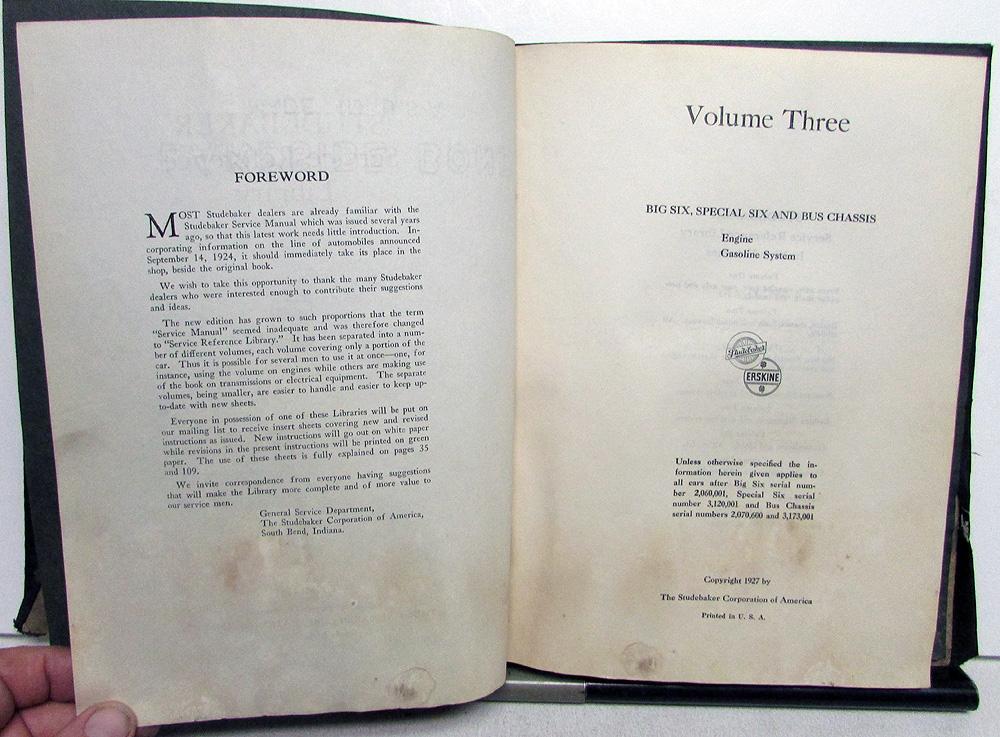 FOREWORD
MOST Studebaker dealers are already familiar with the
Studebaker Service Manual which was issued several years
ago, so that this latest work needs little introduction. In-
corporating information on the line of automobiles announced
September 14, 1924, it should immediately take its place in the
shop, beside the original book.
We wish to take this opportunity to thank the many Studebaker
dealers who were interested enough to contribute their suggestions
and ideas.
The new edition has grown to such proportions that the term
"Service Manual" seemed inadequate and was therefore changed
to "Service Reference Library." It has been separated into a num-
ber of different volumes, each volume covering only a portion of the
car. Thus it is possible for several men to use it at once—one, for
instance, using the volume on engines while others are making use
of the book on transmissions or electrical equipment. The separate
volumes, being smaller, are easier to handle and easier to keep up-
to-date with new sheets.
Everyone in possession of one of these Libraries will be put on
our mailing list to receive insert sheets covering new and revised
instructions as issued. New instructions will go out on white paper
while revisions in the present instructions will be printed on green
paper. The use of these sheets is fully explained on pages 35
and 109.
We invite correspondence from everyone having suggestions
that will make the Library more complete and of more value to
our service men.
General Service Department,
The Studebaker Corporation of America,
South Bend, Indiana.
Volume Three
BIG SIX, SPECIAL SIX AND BUS CHASSIS
Engine
Gasoline System
Studebaker
ERSKINE
Unless otherwise specified the in-
formation herein given applies to
all cars after Big Six serial num-
ber 2,060,001, Special Six serial
number 3,120,001 and Bus Chassis
serial numbers 2,070,600 and 3,173,001
Copyright 1927 by
The Studebaker Corporation of America
Printed in U. S. A.